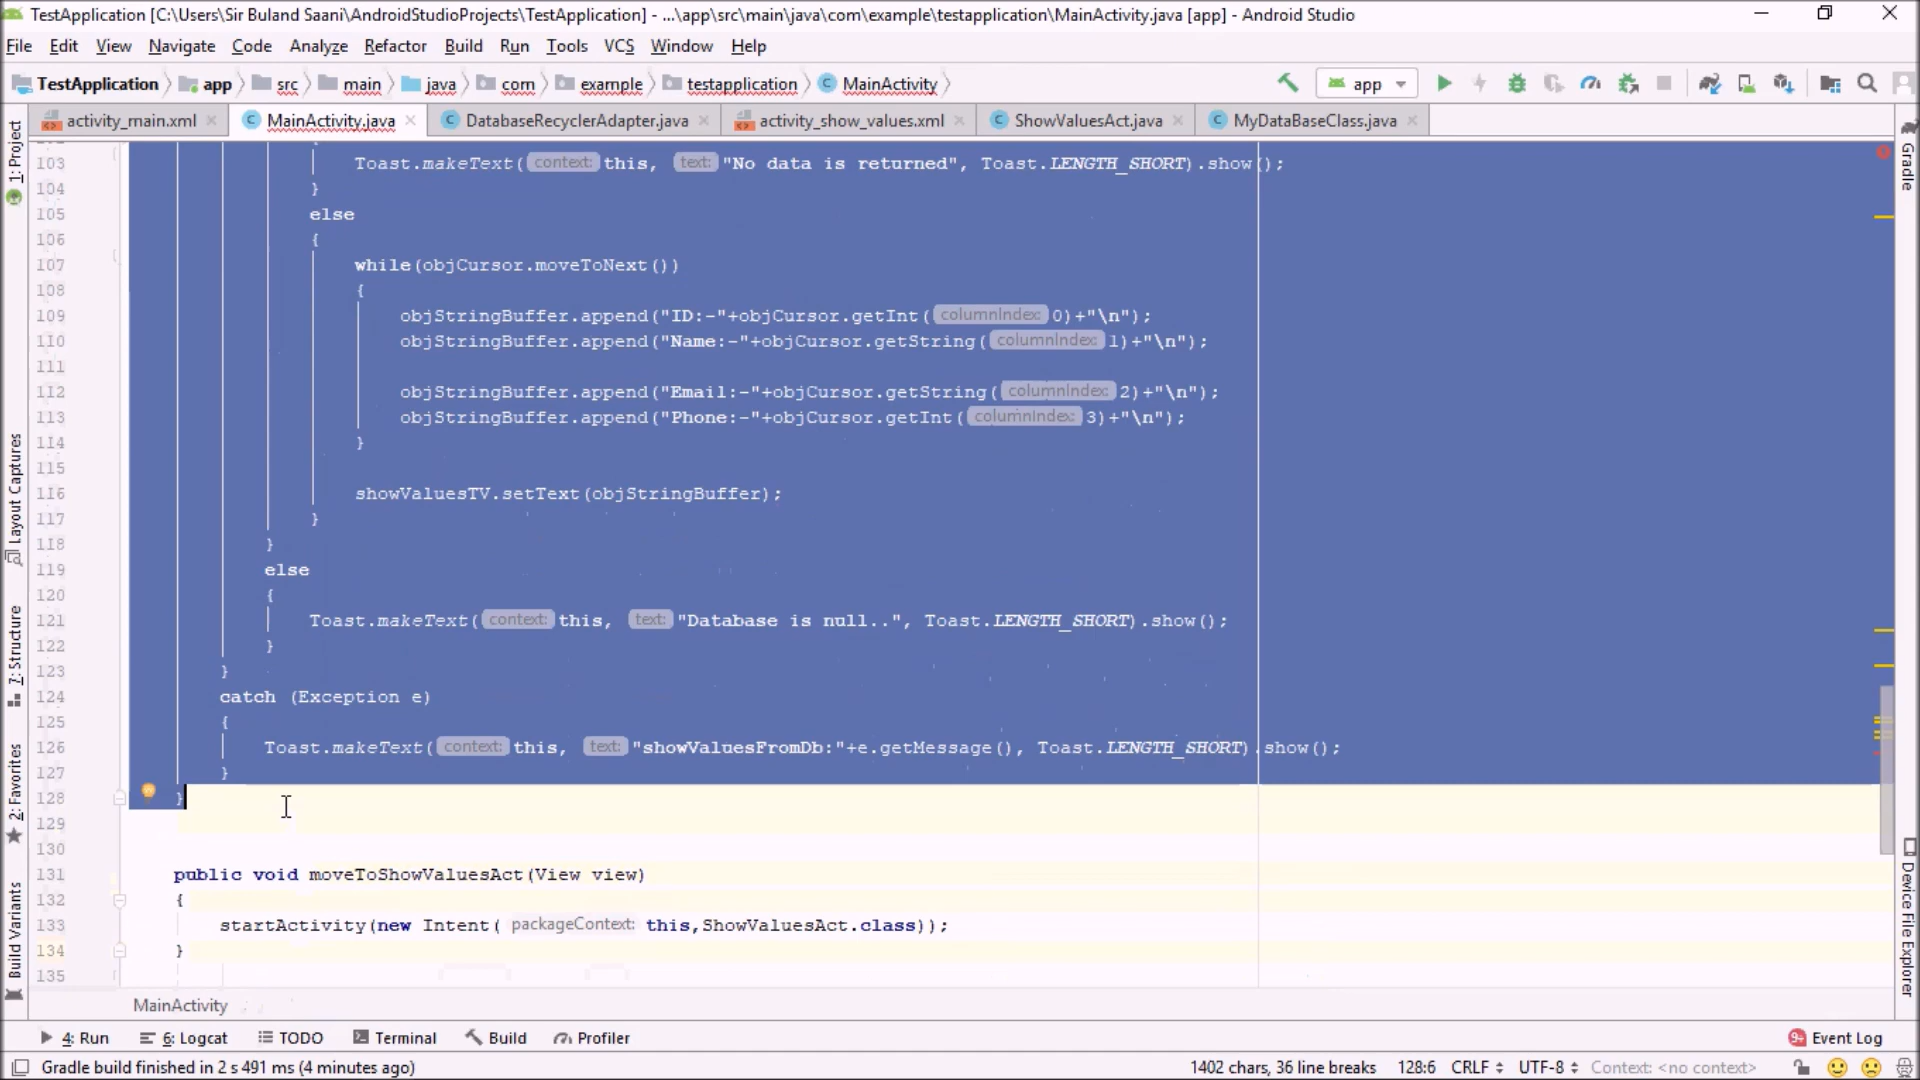 TestApplication [C:\Users\Sir Buland Saani\AndroidStudioProjects\TestApplication] - ...\app\src\main\java\com\example\testapplication\MainActivity.java [app] - Android Studio
File Edit View Navigate Code Analyze Refactor Build Run Tools VCS Window Help
TestApplication app src main java com example testapplication MainActivity app
activity_main.xml MainActivity.java DatabaseRecyclerAdapter.java activity_show_values.xml ShowValuesAct.java MyDataBaseClass.java
1: Project
Layout Captures
7: Structure
2: Favorites
Build Variants
103 Toast.makeText( context: this, text: "No data is returned", Toast.LENGTH_SHORT).show();
104 }
105 else
106 {
107 while(objCursor.moveToNext())
108 {
109 objStringBuffer.append("ID:-"+objCursor.getInt( columnIndex: 0)+"\n");
110 objStringBuffer.append("Name:-"+objCursor.getString( columnIndex: 1)+"\n");
111
112 objStringBuffer.append("Email:-"+objCursor.getString( columnIndex: 2)+"\n");
113 objStringBuffer.append("Phone:-"+objCursor.getInt( columnIndex: 3)+"\n");
114 }
115
116 showValuesTV.setText(objStringBuffer);
117 }
118 }
119 else
120 {
121 Toast.makeText( context: this, text: "Database is null..", Toast.LENGTH_SHORT).show();
122 }
123 }
124 catch (Exception e)
125 {
126 Toast.makeText( context: this, text: "showValuesFromDb:"+e.getMessage(), Toast.LENGTH_SHORT).show();
127 }
128 }
129
130
131 public void moveToShowValuesAct(View view)
132 {
133 startActivity(new Intent( packageContext: this,ShowValuesAct.class));
134 }
135
Gradle
Device File Explorer
MainActivity
4: Run 6: Logcat TODO Terminal Build Profiler 9+ Event Log
Gradle build finished in 2 s 491 ms (4 minutes ago) 1402 chars, 36 line breaks 128:6 CRLF UTF-8 Context: <no context>